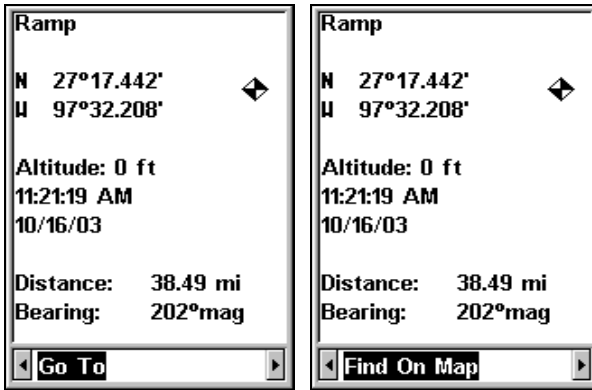 Ramp
N 27°17.442'
W 97°32.208'
Altitude: 0 ft
11:21:19 AM
10/16/03
Distance: 38.49 mi
Bearing: 202°mag
Go To
Ramp
N 27°17.442'
W 97°32.208'
Altitude: 0 ft
11:21:19 AM
10/16/03
Distance: 38.49 mi
Bearing: 202°mag
Find On Map